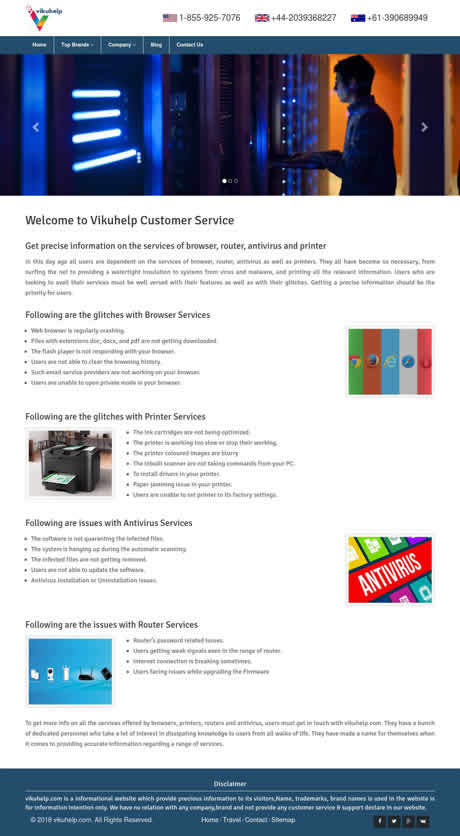 vikuhelp
1-855-925-7076 +44-2039368227 +61-390689949
Home Top Brands Company Blog Contact Us
Welcome to Vikuhelp Customer Service
Get precise information on the services of browser, router, antivirus and printer
In this day age all users are dependent on the services of browser, router, antivirus as well as printers. They all have become so necessary, from
surfing the net to providing a watertight insulation to systems from virus and malware, and printing all the relevant information. Users who are
looking to avail their services must be well versed with their features as well as with their glitches. Getting a precise information should be the
priority for users.
Following are the glitches with Browser Services
Web browser is regularly crashing.
Files with extensions doc, docx, and pdf are not getting downloaded.
The flash player is not responding with your browser.
Users are not able to clear the browsing history.
Such email service providers are not working on your browser.
Users are unable to open private mode in your browser.
Following are the glitches with Printer Services
The ink cartridges are not being optimized.
The printer is working too slow or stop their working.
The printer coloured images are blurry
The inbuilt scanner are not taking commands from your PC.
To install drivers in your printer.
Paper jamming issue in your printer.
Users are unable to set printer to its factory settings.
Following are issues with Antivirus Services
The software is not quaranting the infected files.
The system is hanging up during the automatic scanning.
The infected files are not getting removed.
Users are not able to update the software.
Antivirus installation or Uninstallation issues.
ANTIVIRUS
Following are the issues with Router Services
Router's password related issues.
Users getting weak signals even in the range of router.
Internet connection is breaking sometimes.
Users facing issues while upgrading the Firmware
To get more info on all the services offered by browsers, printers, routers and antivirus, users must get in touch with vikuhelp.com. They have a bunch
of dedicated personnel who take a lot of interest in dissipating knowledge to users from all walks of life. They have made a name for themselves when
it comes to providing accurate information regarding a range of services.
Disclaimer
vikuhelp.com is a informational website which provide precious information to its visitors,Name, trademarks, brand names is used in the website is
for information intention only. We have no relation with any company,brand and not provide any customer service & support declare in our website.
© 2018 vikuhelp.com. All Rights Reserved Home | Travel | Contact | Sitemap